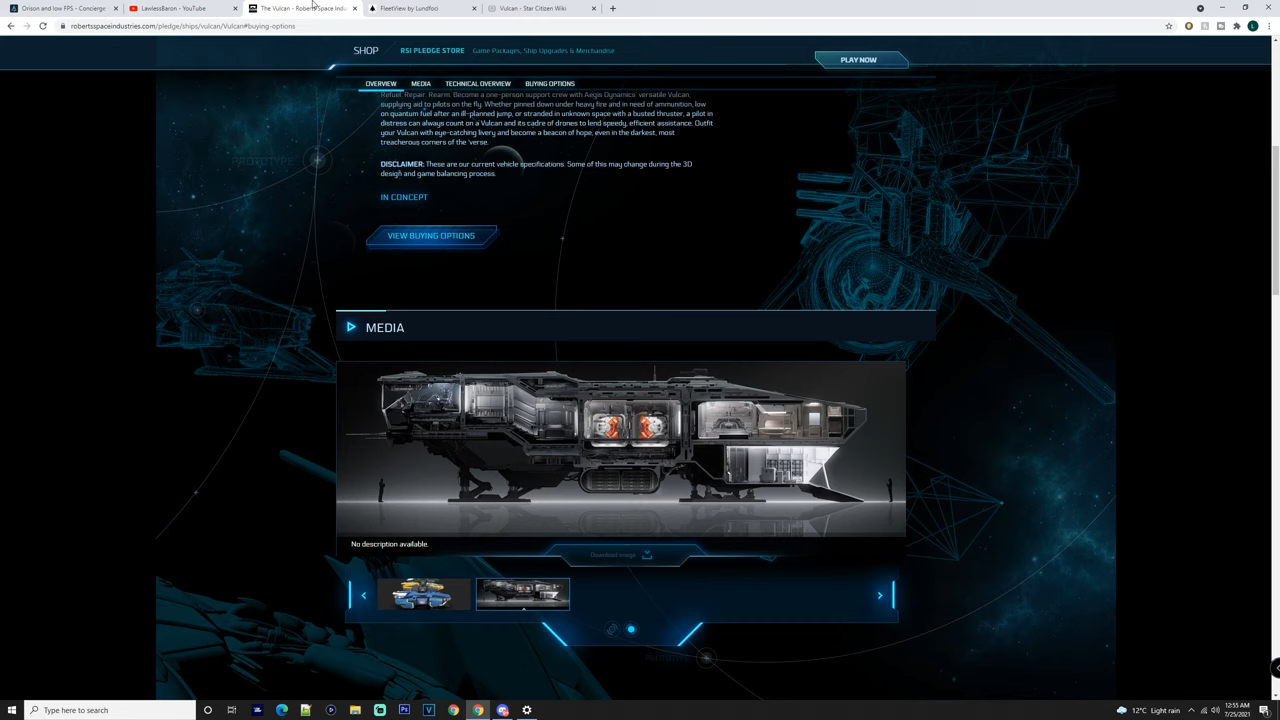 Orison and low FPS - Concierge
LawlessBaron - YouTube
The Vulcan - Roberts Space Indu
FleetView by Lundfoci
Vulcan - Star Citizen Wiki
robertsspaceindustries.com/pledge/ships/vulcan/Vulcan#buying-options
SHOP RSI PLEDGE STORE Game Packages, Ship Upgrades & Merchandise
PLAY NOW
OVERVIEW MEDIA TECHNICAL OVERVIEW BUYING OPTIONS
Refuel. Repair. Rearm. Become a one-person support crew with Aegis Dynamics' versatile Vulcan,
supplying aid to pilots on the fly. Whether pinned down under heavy fire and in need of ammunition, low
on quantum fuel after an ill-planned jump, or stranded in unknown space with a busted thruster, a pilot in
distress can always count on a Vulcan and its cadre of drones to lend speedy, efficient assistance. Outfit
your Vulcan with eye-catching livery and become a beacon of hope, even in the darkest, most
treacherous corners of the 'verse.
PROTOTYPE
DISCLAIMER: These are our current vehicle specifications. Some of this may change during the 3D
design and game balancing process.
IN CONCEPT
VIEW BUYING OPTIONS
MEDIA
No description available.
Download image
PROTOTYPE
Type here to search
12°C Light rain
12:55 AM
7/25/2021